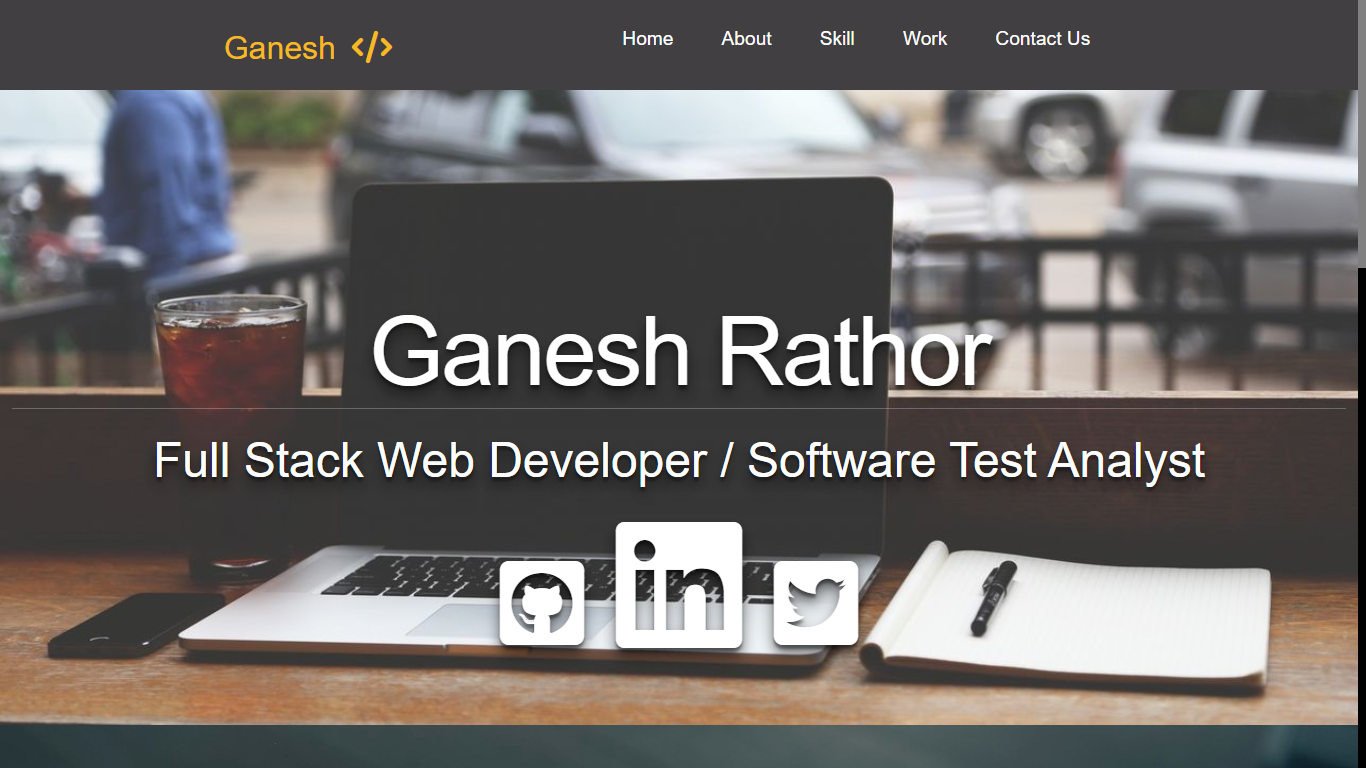 Ganesh </>
Home About Skill Work Contact Us
Ganesh Rathor
Full Stack Web Developer / Software Test Analyst
in